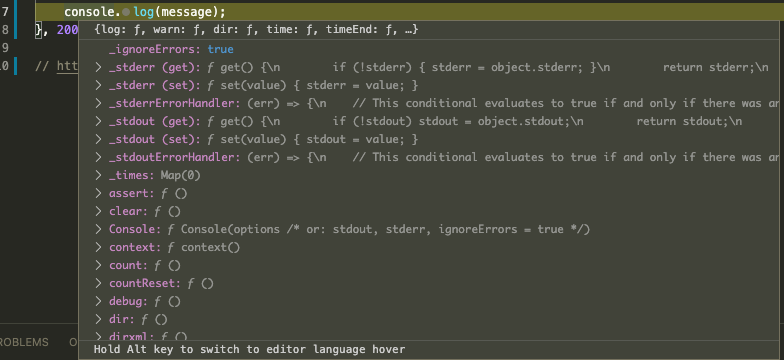 7 console.log(message);
8 }, 200
{log: ƒ, warn: ƒ, dir: ƒ, time: ƒ, timeEnd: ƒ, …}
9 _ignoreErrors: true
0 // htt
> _stderr (get): ƒ get() {\n      if (!stderr) { stderr = object.stderr; }\n      return stderr;\n
> _stderr (set): ƒ set(value) { stderr = value; }
> _stderrErrorHandler: (err) => {\n    // This conditional evaluates to true if and only if there was an
> _stdout (get): ƒ get() {\n      if (!stdout) stdout = object.stdout;\n      return stdout;\n
> _stdout (set): ƒ set(value) { stdout = value; }
> _stdoutErrorHandler: (err) => {\n    // This conditional evaluates to true if and only if there was an
> _times: Map(0)
> assert: ƒ ()
> clear: ƒ ()
> Console: ƒ Console(options /* or: stdout, stderr, ignoreErrors = true */)
> context: ƒ context()
> count: ƒ ()
> countReset: ƒ ()
> debug: ƒ ()
> dir: ƒ ()
> dirxml: ƒ ()
ROBLEMS O
Hold Alt key to switch to editor language hover